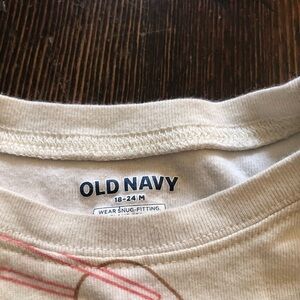 OLD NAVY
18-24 M
WEAR SNUG-FITTING,